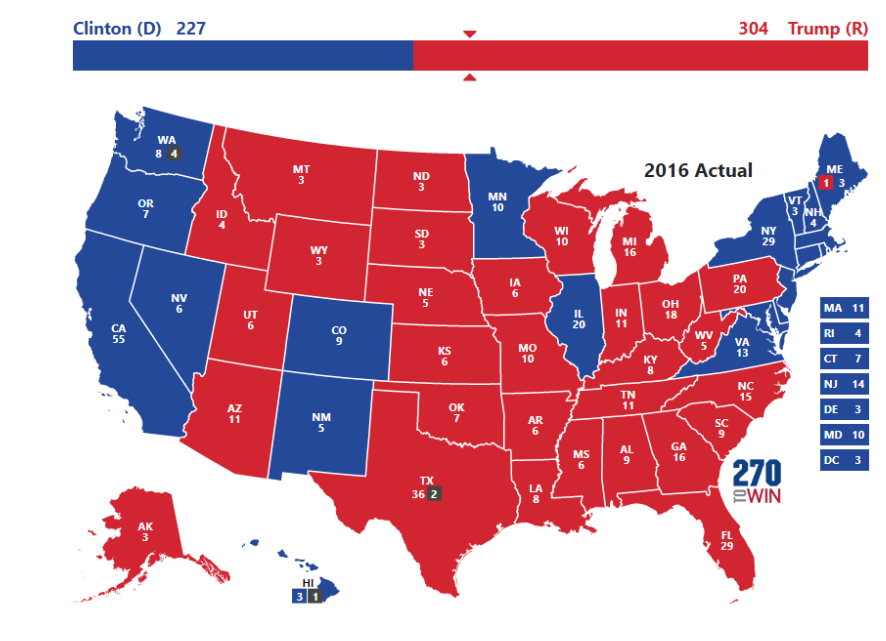 Clinton (D) 227
304 Trump (R)
2016 Actual
WA
8 4
OR
7
CA
55
NV
6
ID
4
MT
3
WY
3
UT
6
AZ
11
CO
9
NM
5
ND
3
SD
3
NE
5
KS
6
OK
7
TX
36 2
MN
10
IA
6
MO
10
AR
6
LA
8
WI
10
IL
20
MI
16
IN
11
OH
18
KY
8
TN
11
MS
6
AL
9
GA
16
FL
29
SC
9
NC
15
VA
13
WV
5
PA
20
NY
29
VT
3
NH
4
ME
1 3
MA 11
RI 4
CT 7
NJ 14
DE 3
MD 10
DC 3
AK
3
HI
3 1
270
TO WIN